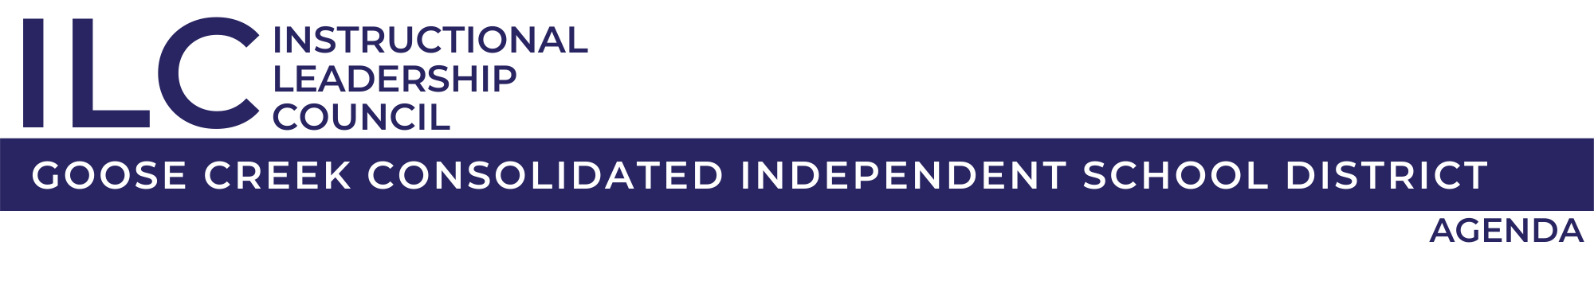 ILC
INSTRUCTIONAL
LEADERSHIP
COUNCIL
GOOSE CREEK CONSOLIDATED INDEPENDENT SCHOOL DISTRICT
AGENDA